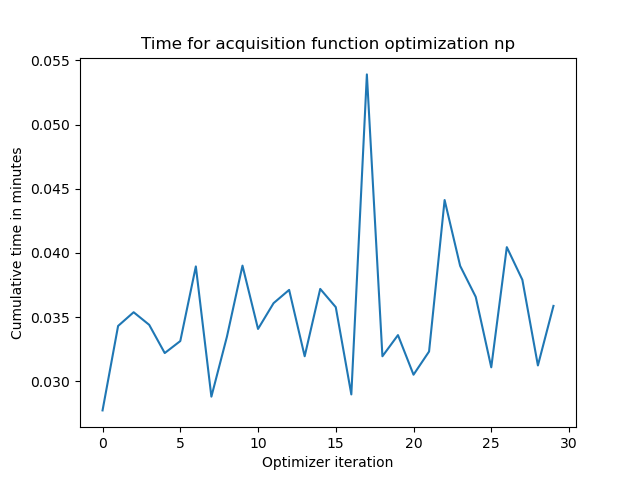 Time for acquisition function optimization np
0.055
0.050
0.045
0.040
0.035
0.030
Cumulative time in minutes
0 5 10 15 20 25 30
Optimizer iteration